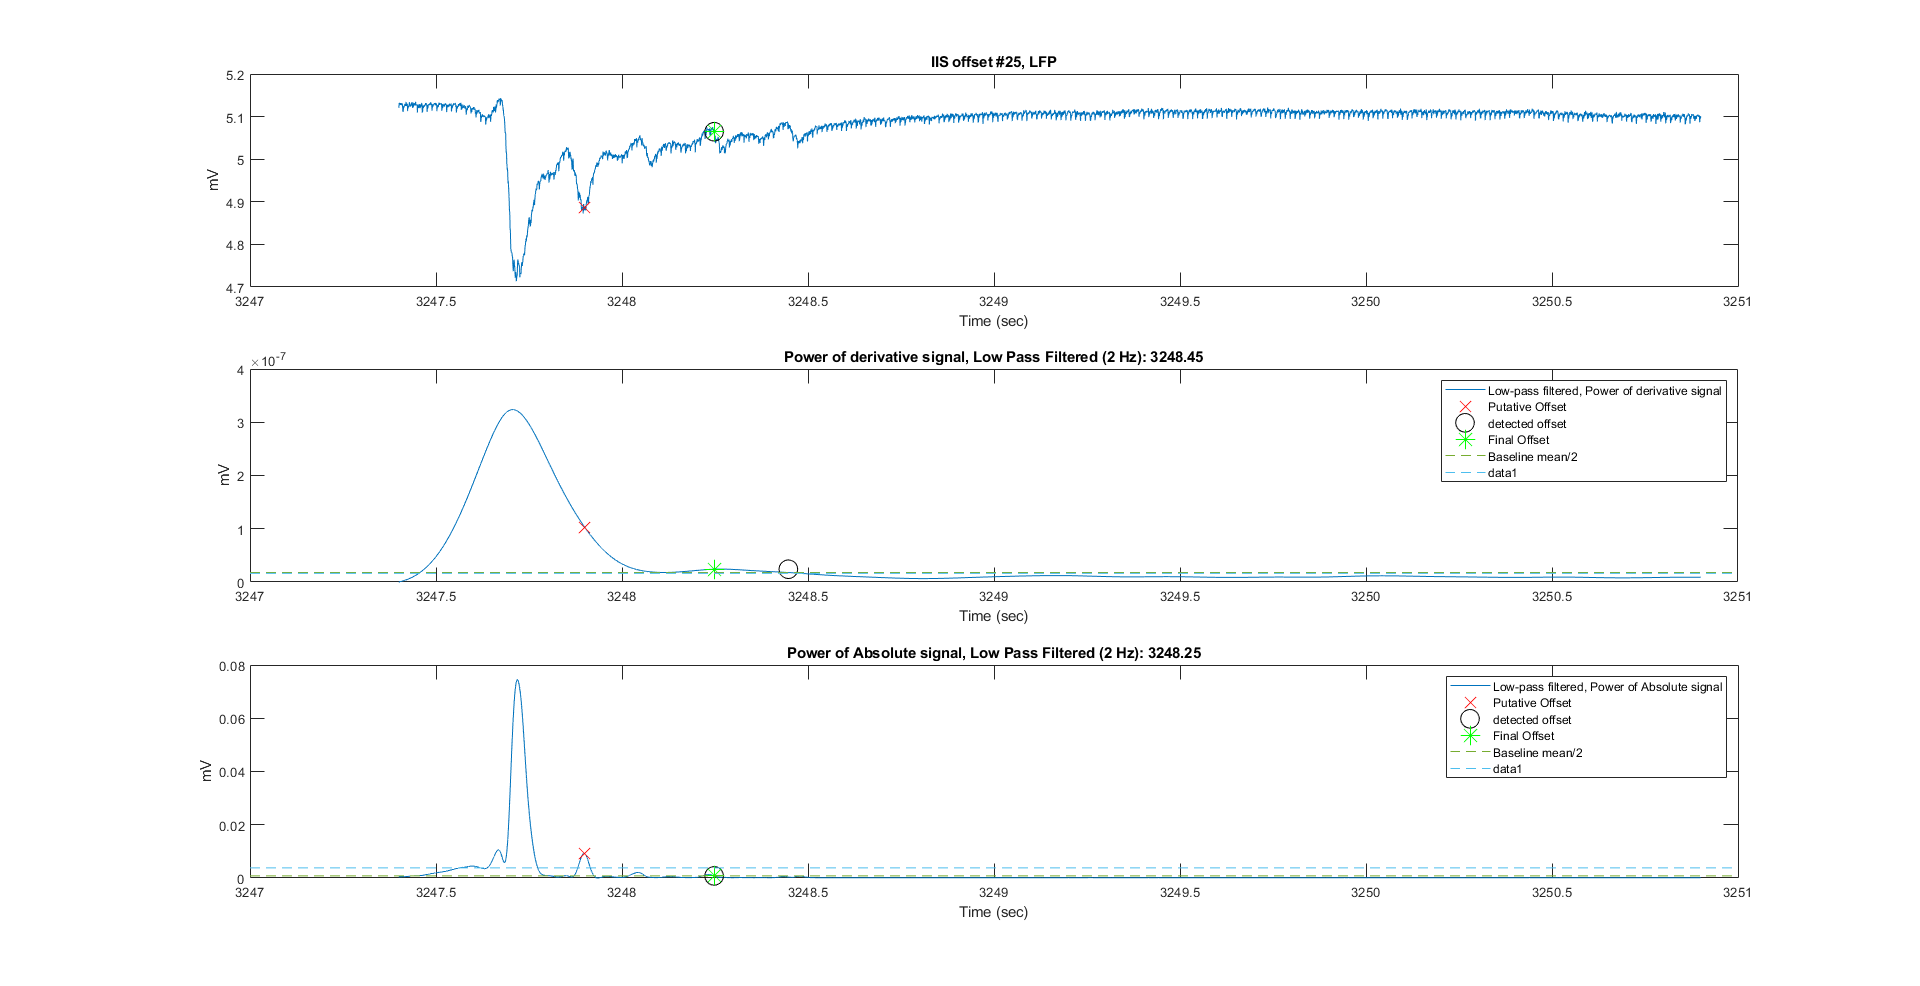 IIS offset #25, LFP
5.2
5.1
5
4.9
4.8
4.7
mV
3247 3247.5 3248 3248.5 3249 3249.5 3250 3250.5 3251
Time (sec)
Power of derivative signal, Low Pass Filtered (2 Hz): 3248.45
×10-7
4
3
2
1
0
mV
Low-pass filtered, Power of derivative signal
Putative Offset
detected offset
Final Offset
Baseline mean/2
data1
3247 3247.5 3248 3248.5 3249 3249.5 3250 3250.5 3251
Time (sec)
Power of Absolute signal, Low Pass Filtered (2 Hz): 3248.25
0.08
0.06
0.04
0.02
0
mV
Low-pass filtered, Power of Absolute signal
Putative Offset
detected offset
Final Offset
Baseline mean/2
data1
3247 3247.5 3248 3248.5 3249 3249.5 3250 3250.5 3251
Time (sec)